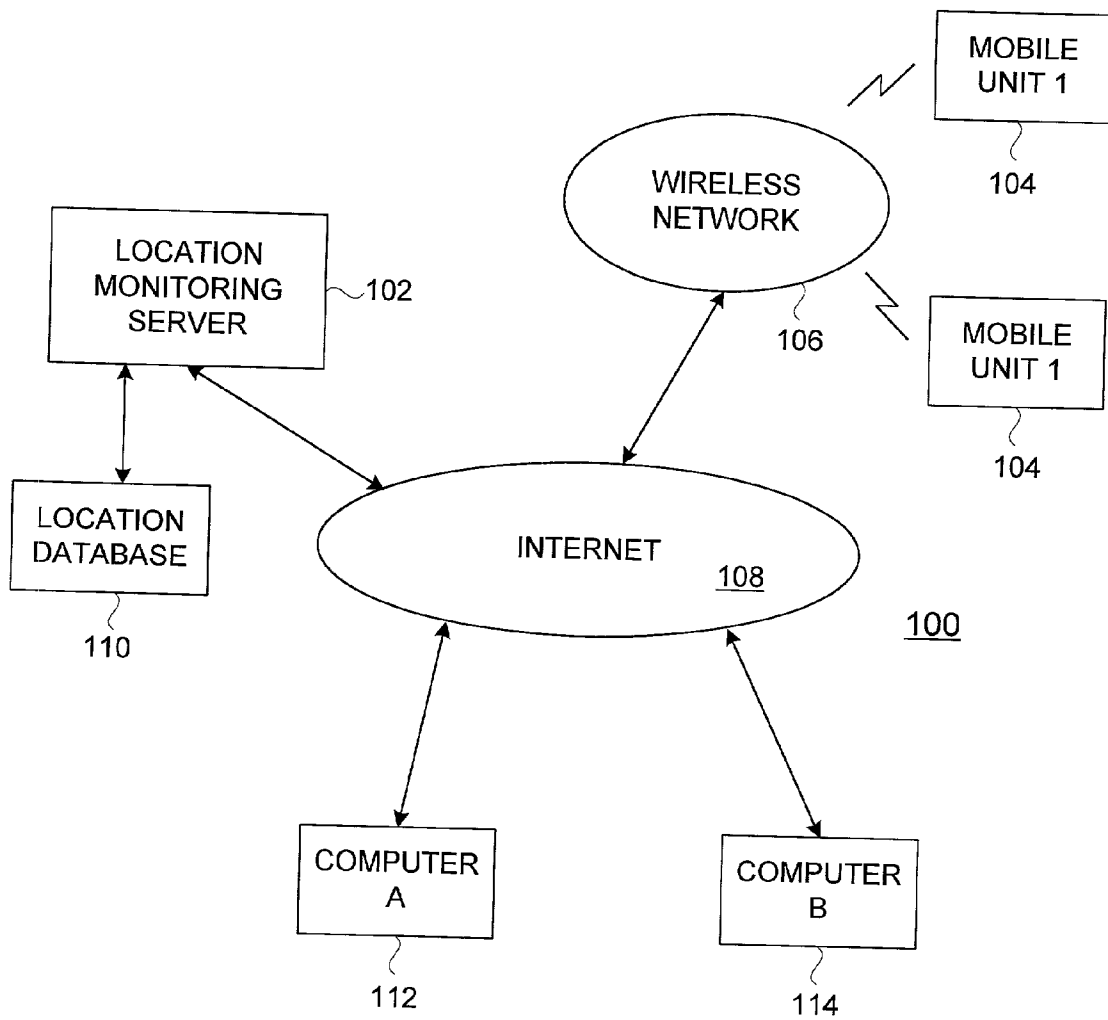 MOBILE
UNIT 1
104
WIRELESS
NETWORK
106
LOCATION
MONITORING
SERVER
102
MOBILE
UNIT 1
104
LOCATION
DATABASE
110
INTERNET
108
100
COMPUTER
A
112
COMPUTER
B
114